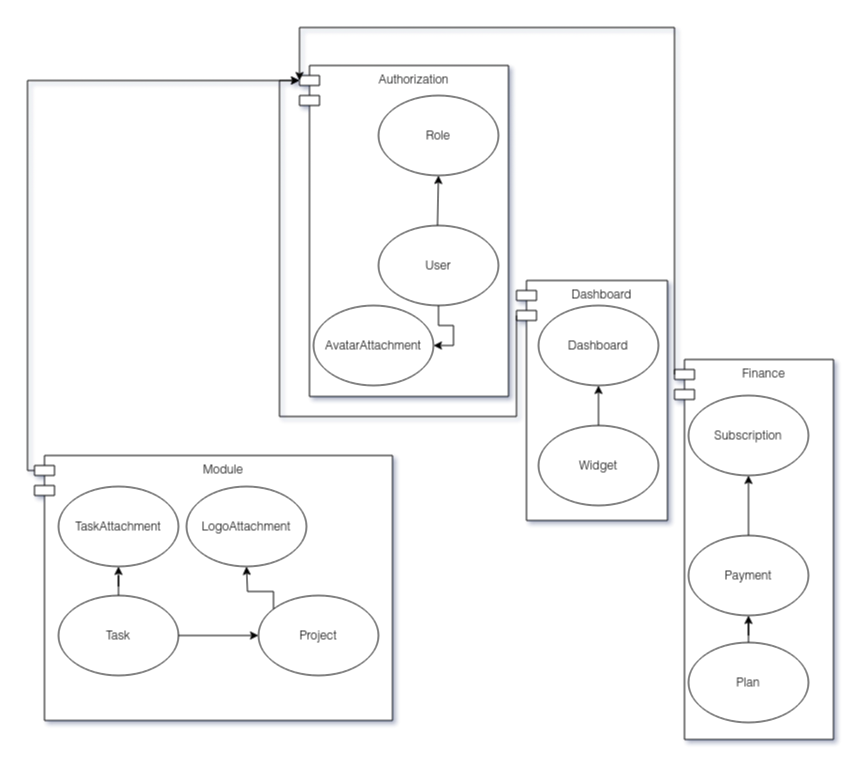 Authorization
Role
User
AvatarAttachment
Dashboard
Dashboard
Widget
Finance
Subscription
Payment
Plan
Module
TaskAttachment
LogoAttachment
Task
Project